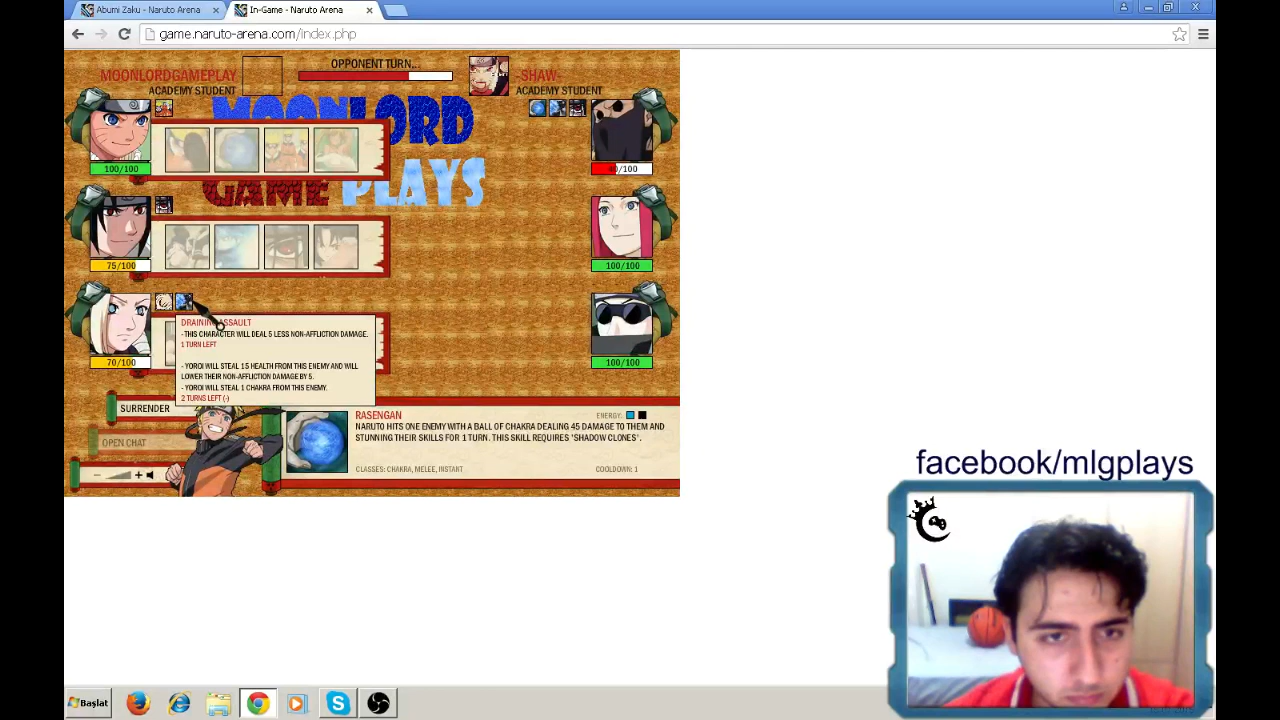 Abumi Zaku - Naruto Arena
In-Game - Naruto Arena
game.naruto-arena.com/index.php
MOONLORDGAMEPLAY
ACADEMY STUDENT
OPPONENT TURN...
-SHAW-
ACADEMY STUDENT
MOONLORD
GAME PLAYS
100/100
/100
75/100
100/100
70/100
100/100
DRAINING ASSAULT
- THIS CHARACTER WILL DEAL 5 LESS NON-AFFLICTION DAMAGE.
1 TURN LEFT
- YOROI WILL STEAL 15 HEALTH FROM THIS ENEMY AND WILL
LOWER THEIR NON-AFFLICTION DAMAGE BY 5.
- YOROI WILL STEAL 1 CHAKRA FROM THIS ENEMY.
2 TURNS LEFT (-)
SURRENDER
OPEN CHAT
RASENGAN
ENERGY:
NARUTO HITS ONE ENEMY WITH A BALL OF CHAKRA DEALING 45 DAMAGE TO THEM AND
STUNNING THEIR SKILLS FOR 1 TURN. THIS SKILL REQUIRES 'SHADOW CLONES'.
CLASSES: CHAKRA, MELEE, INSTANT
COOLDOWN: 1
facebook/mlgplays
Başlat